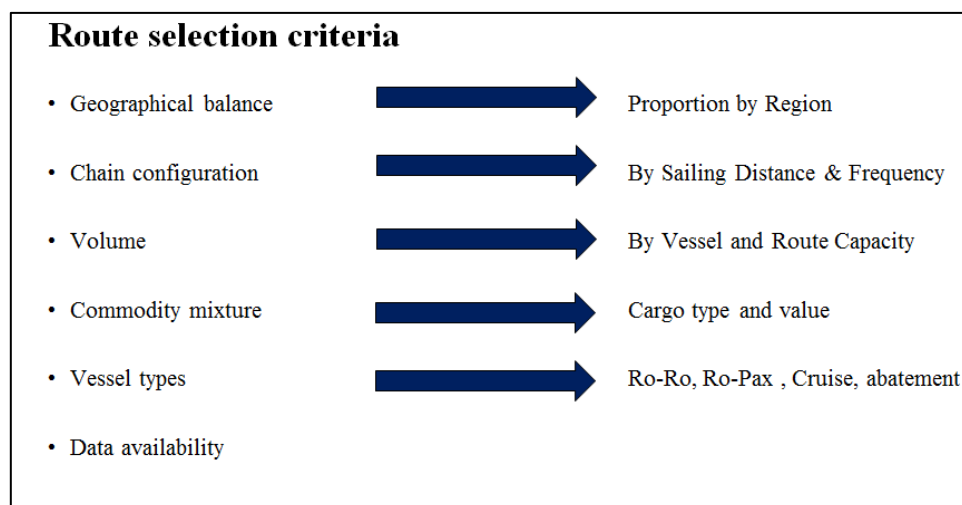 Route selection criteria
• Geographical balance Proportion by Region
• Chain configuration By Sailing Distance & Frequency
• Volume By Vessel and Route Capacity
• Commodity mixture Cargo type and value
• Vessel types Ro-Ro, Ro-Pax , Cruise, abatement
• Data availability